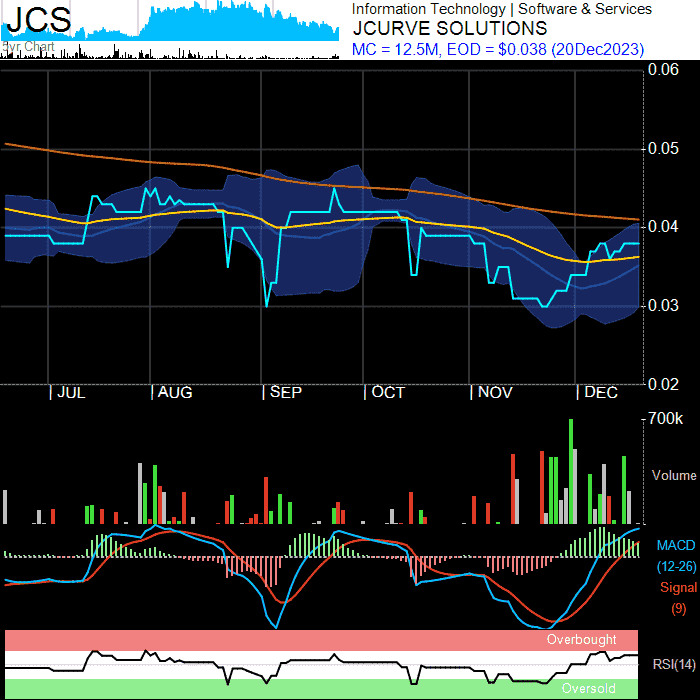 JCS
5yr Chart
Information Technology | Software & Services
JCURVE SOLUTIONS
MC = 12.5M, EOD = $0.038 (20Dec2023)
0.06
0.05
0.04
0.03
0.02
| JUL | AUG | SEP | OCT | NOV | DEC
700k
Volume
MACD
(12-26)
Signal
(9)
Overbought
RSI(14)
Oversold